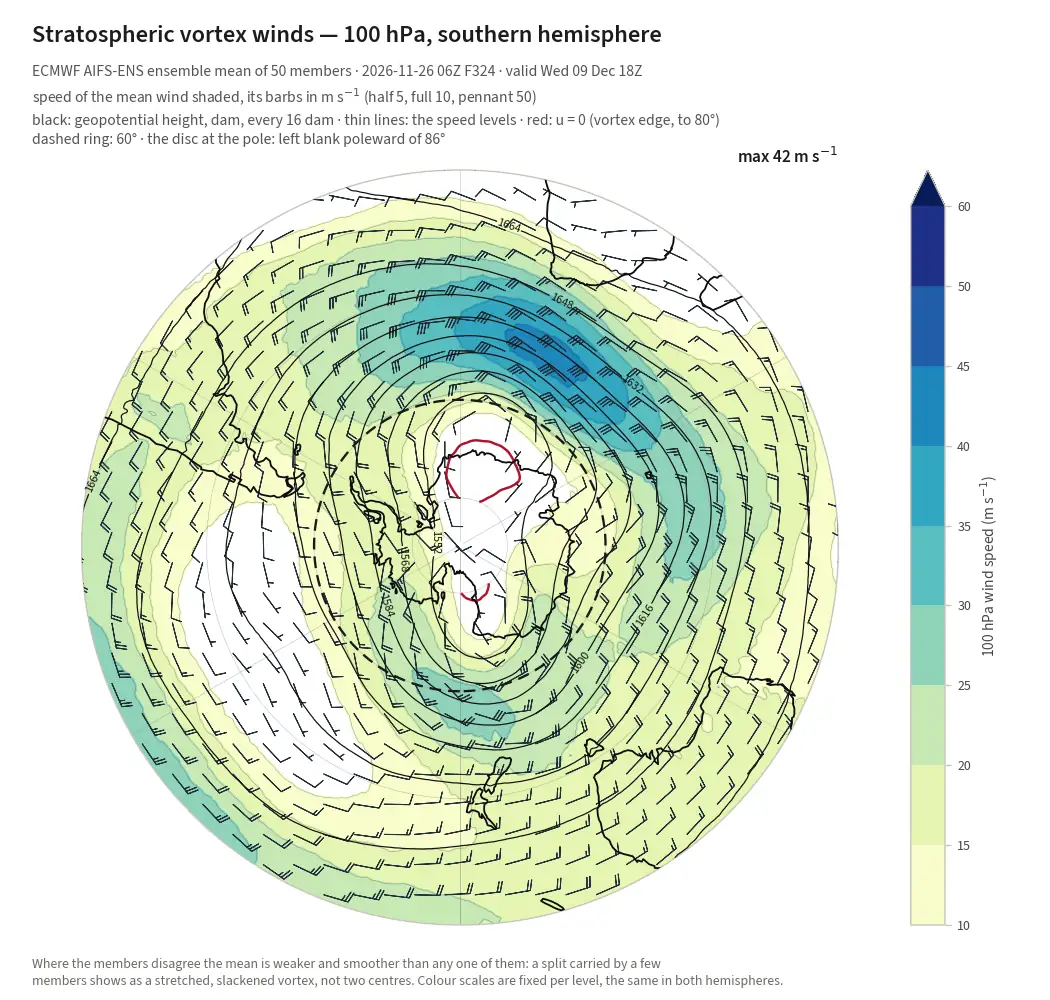 Stratospheric vortex winds — 100 hPa, southern hemisphere
ECMWF AIFS-ENS ensemble mean of 50 members · 2026-11-26 06Z F324 · valid Wed 09 Dec 18Z
speed of the mean wind shaded, its barbs in m s⁻¹ (half 5, full 10, pennant 50)
black: geopotential height, dam, every 16 dam · thin lines: the speed levels · red: u = 0 (vortex edge, to 80°)
dashed ring: 60° · the disc at the pole: left blank poleward of 86°
max 42 m s⁻¹
1664
1648
1632
1664
1592
1568
1584
1616
1600
60
50
45
40
35
30
25
20
15
10
100 hPa wind speed (m s⁻¹)
Where the members disagree the mean is weaker and smoother than any one of them: a split carried by a few
members shows as a stretched, slackened vortex, not two centres. Colour scales are fixed per level, the same in both hemispheres.